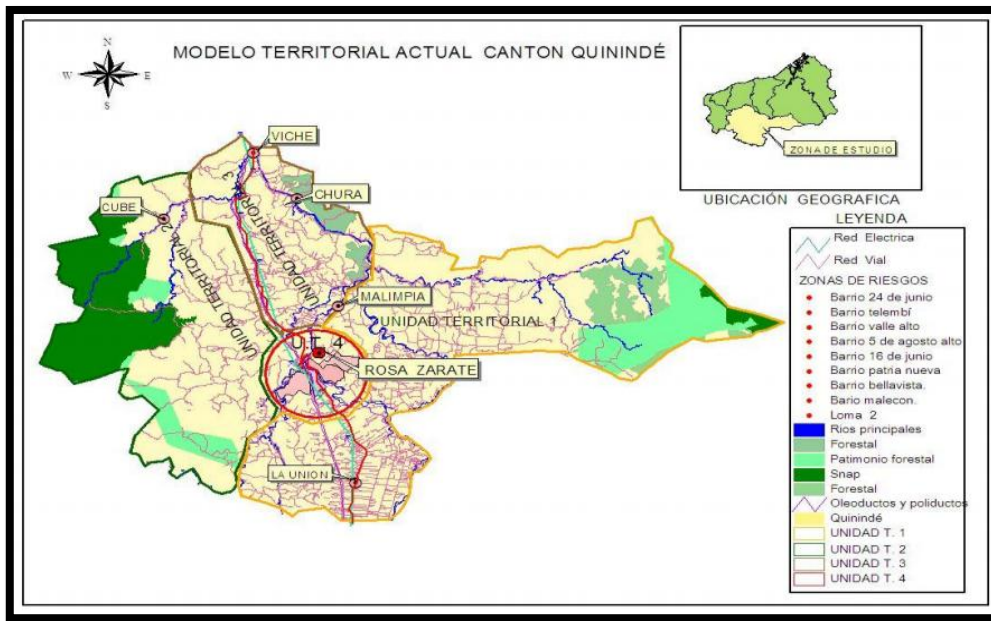 MODELO TERRITORIAL ACTUAL CANTON QUININDÉ
N
W E
S
ZONA DE ESTUDIO
UBICACIÓN GEOGRAFICA
VICHE
CHURA
CUBE
UNIDAD TERRITORIAL 2
UNIDAD TERRITORIAL 3
MALIMPIA
UNIDAD TERRITORIAL 1
U.T. 4
ROSA ZARATE
LA UNION
LEYENDA
Red Electrica
Red Vial
ZONAS DE RIESGOS
Barrio 24 de junio
Barrio telembí
Barrio valle alto
Barrio 5 de agosto alto
Barrio 16 de junio
Barrio patria nueva
Barrio bellavista.
Bario malecon.
Loma 2
Rios principales
Forestal
Patimonio forestal
Snap
Forestal
Oleoductos y poliductos
Quinindé
UNIDAD T. 1
UNIDAD T. 2
UNIDAD T. 3
UNIDAD T. 4